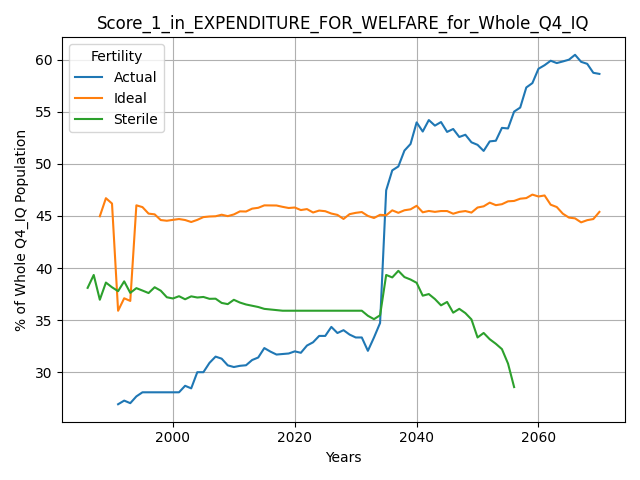 Score_1_in_EXPENDITURE_FOR_WELFARE_for_Whole_Q4_IQ
Fertility
Actual
Ideal
Sterile
% of Whole Q4_IQ Population
60
55
50
45
40
35
30
2000
2020
2040
2060
Years